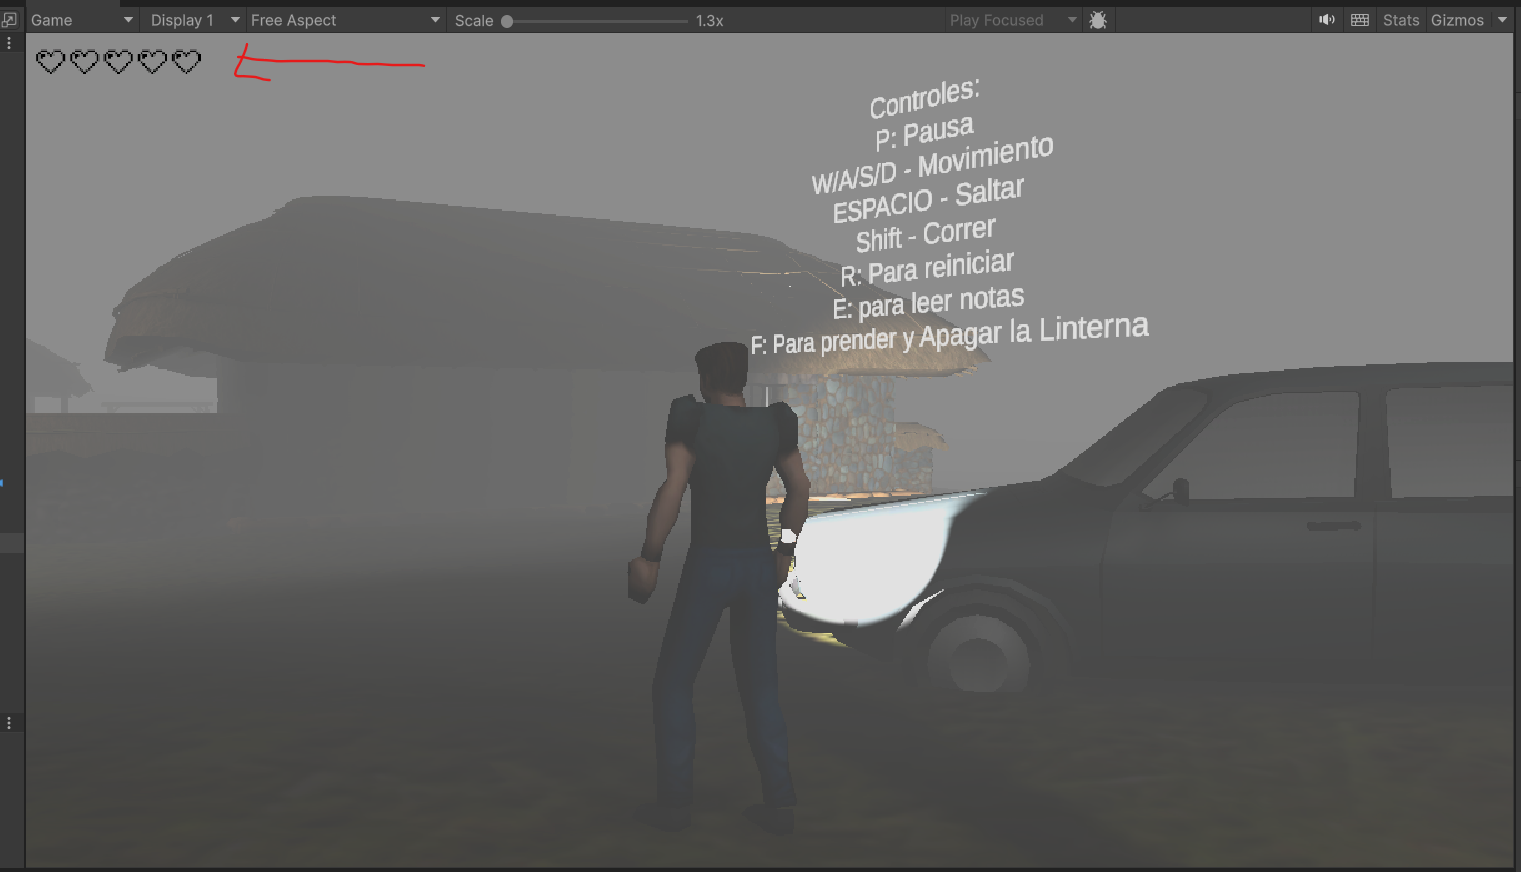 Game Display 1 Free Aspect Scale 1.3x Play Focused Stats Gizmos
Controles:
P: Pausa
W/A/S/D - Movimiento
ESPACIO - Saltar
Shift - Correr
R: Para reiniciar
E: para leer notas
F: Para prender y Apagar la Linterna